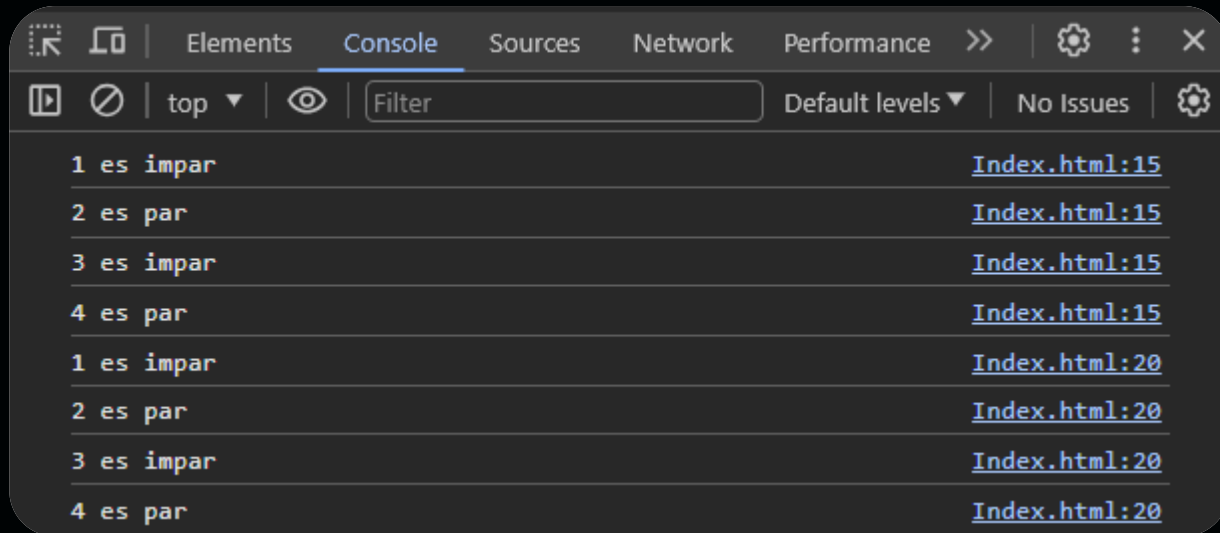 Elements Console Sources Network Performance
top Filter Default levels No Issues
1 es impar Index.html:15
2 es par Index.html:15
3 es impar Index.html:15
4 es par Index.html:15
1 es impar Index.html:20
2 es par Index.html:20
3 es impar Index.html:20
4 es par Index.html:20